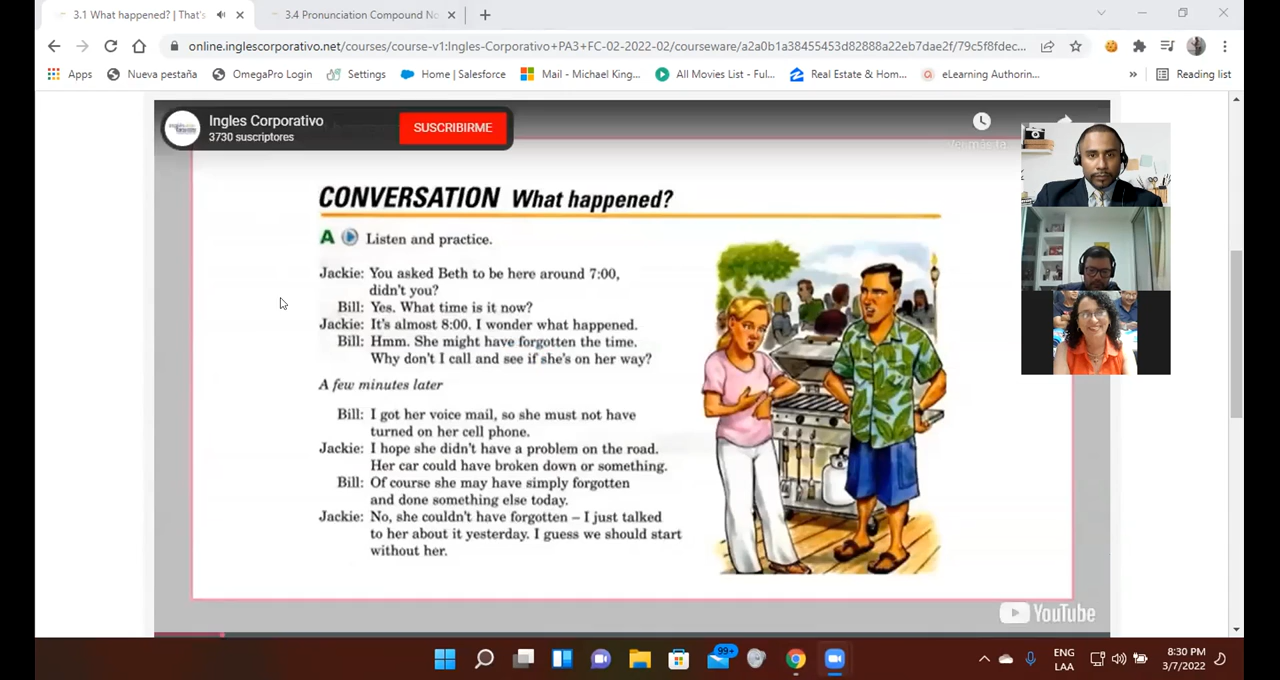 3.1 What happened? | That's
3.4 Pronunciation Compound No
online.inglescorporativo.net/courses/course-v1:Ingles-Corporativo+PA3+FC-02-2022-02/courseware/a2a0b1a38455453d82888a22eb7dae2f/79c5f8fdec...
Apps
Nueva pestaña
OmegaPro Login
Settings
Home | Salesforce
Mail - Michael King...
All Movies List - Ful...
Real Estate & Hom...
eLearning Authorin...
»
Reading list
Ingles Corporativo
3730 suscriptores
SUSCRIBIRME
CONVERSATION What happened?
A Listen and practice.
Jackie: You asked Beth to be here around 7:00,
didn't you?
Bill: Yes. What time is it now?
Jackie: It's almost 8:00. I wonder what happened.
Bill: Hmm. She might have forgotten the time.
Why don't I call and see if she's on her way?
A few minutes later
Bill: I got her voice mail, so she must not have
turned on her cell phone.
Jackie: I hope she didn't have a problem on the road.
Her car could have broken down or something.
Bill: Of course she may have simply forgotten
and done something else today.
Jackie: No, she couldn't have forgotten – I just talked
to her about it yesterday. I guess we should start
without her.
YouTube
99+
ENG
LAA
8:30 PM
3/7/2022